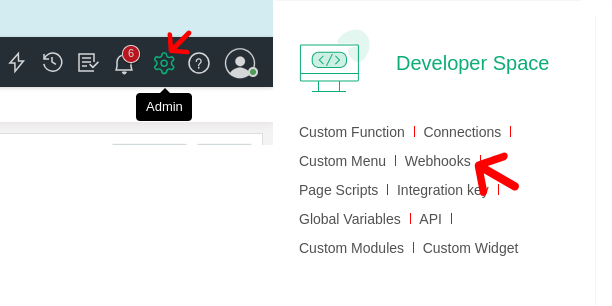 6
Admin
Developer Space
Custom Function | Connections |
Custom Menu | Webhooks |
Page Scripts | Integration key |
Global Variables | API |
Custom Modules | Custom Widget